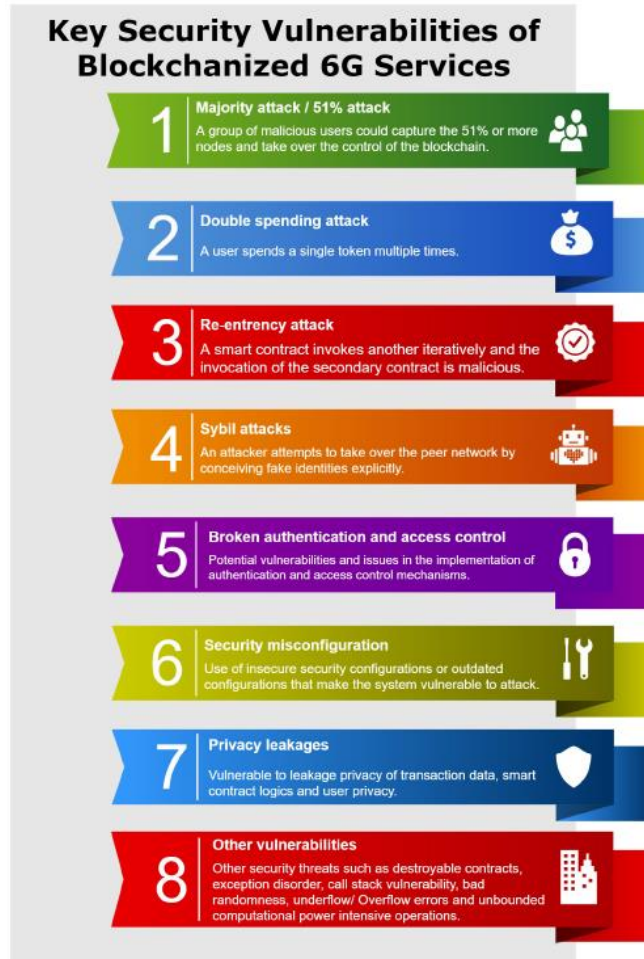 Key Security Vulnerabilities of
Blockchanized 6G Services
1
Majority attack / 51% attack
A group of malicious users could capture the 51% or more
nodes and take over the control of the blockchain.
2
Double spending attack
A user spends a single token multiple times.
3
Re-entrency attack
A smart contract invokes another iteratively and the
invocation of the secondary contract is malicious.
4
Sybil attacks
An attacker attempts to take over the peer network by
conceiving fake identities explicitly.
5
Broken authentication and access control
Potential vulnerabilities and issues in the implementation of
authentication and access control mechanisms.
6
Security misconfiguration
Use of insecure security configurations or outdated
configurations that make the system vulnerable to attack.
7
Privacy leakages
Vulnerable to leakage privacy of transaction data, smart
contract logics and user privacy.
8
Other vulnerabilities
Other security threats such as destroyable contracts,
exception disorder, call stack vulnerability, bad
randomness, underflow/ Overflow errors and unbounded
computational power intensive operations.
$